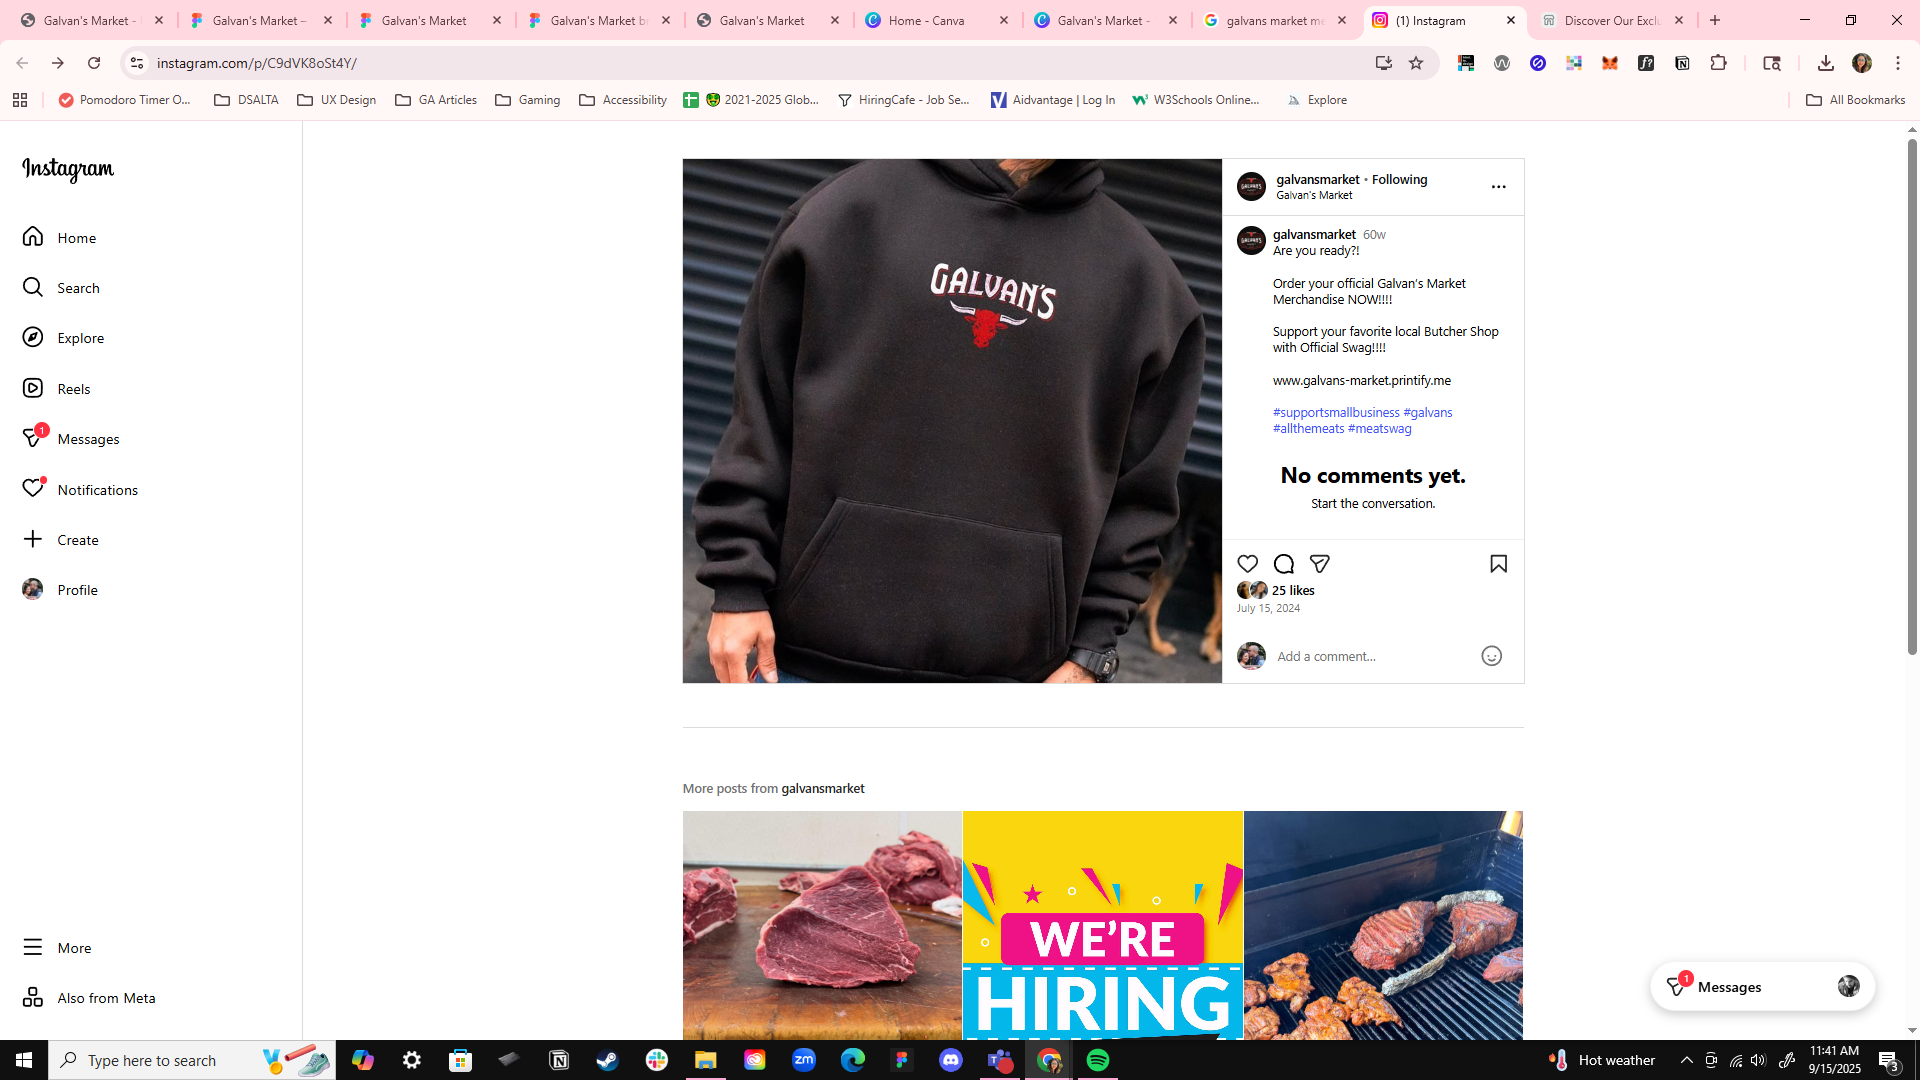 Galvan's Market -
Galvan's Market –
Galvan's Market
Galvan's Market b
Galvan's Market
Home - Canva
Galvan's Market -
galvans market me
(1) Instagram
Discover Our Exclu
instagram.com/p/C9dVK8oSt4Y/
Pomodoro Timer O...
DSALTA
UX Design
GA Articles
Gaming
Accessibility
2021-2025 Glob...
HiringCafe - Job Se...
Aidvantage | Log In
W3Schools Online...
Explore
All Bookmarks
Instagram
Home
Search
Explore
Reels
1
Messages
Notifications
Create
Profile
More
Also from Meta
GALVAN'S
galvansmarket • Following
Galvan's Market
galvansmarket 60w
Are you ready?!
Order your official Galvan's Market
Merchandise NOW!!!!
Support your favorite local Butcher Shop
with Official Swag!!!!
www.galvans-market.printify.me
#supportsmallbusiness #galvans
#allthemeats #meatswag
No comments yet.
Start the conversation.
25 likes
July 15, 2024
Add a comment...
More posts from galvansmarket
WE'RE
HIRING
1
Messages
Type here to search
Hot weather
11:41 AM
9/15/2025
3